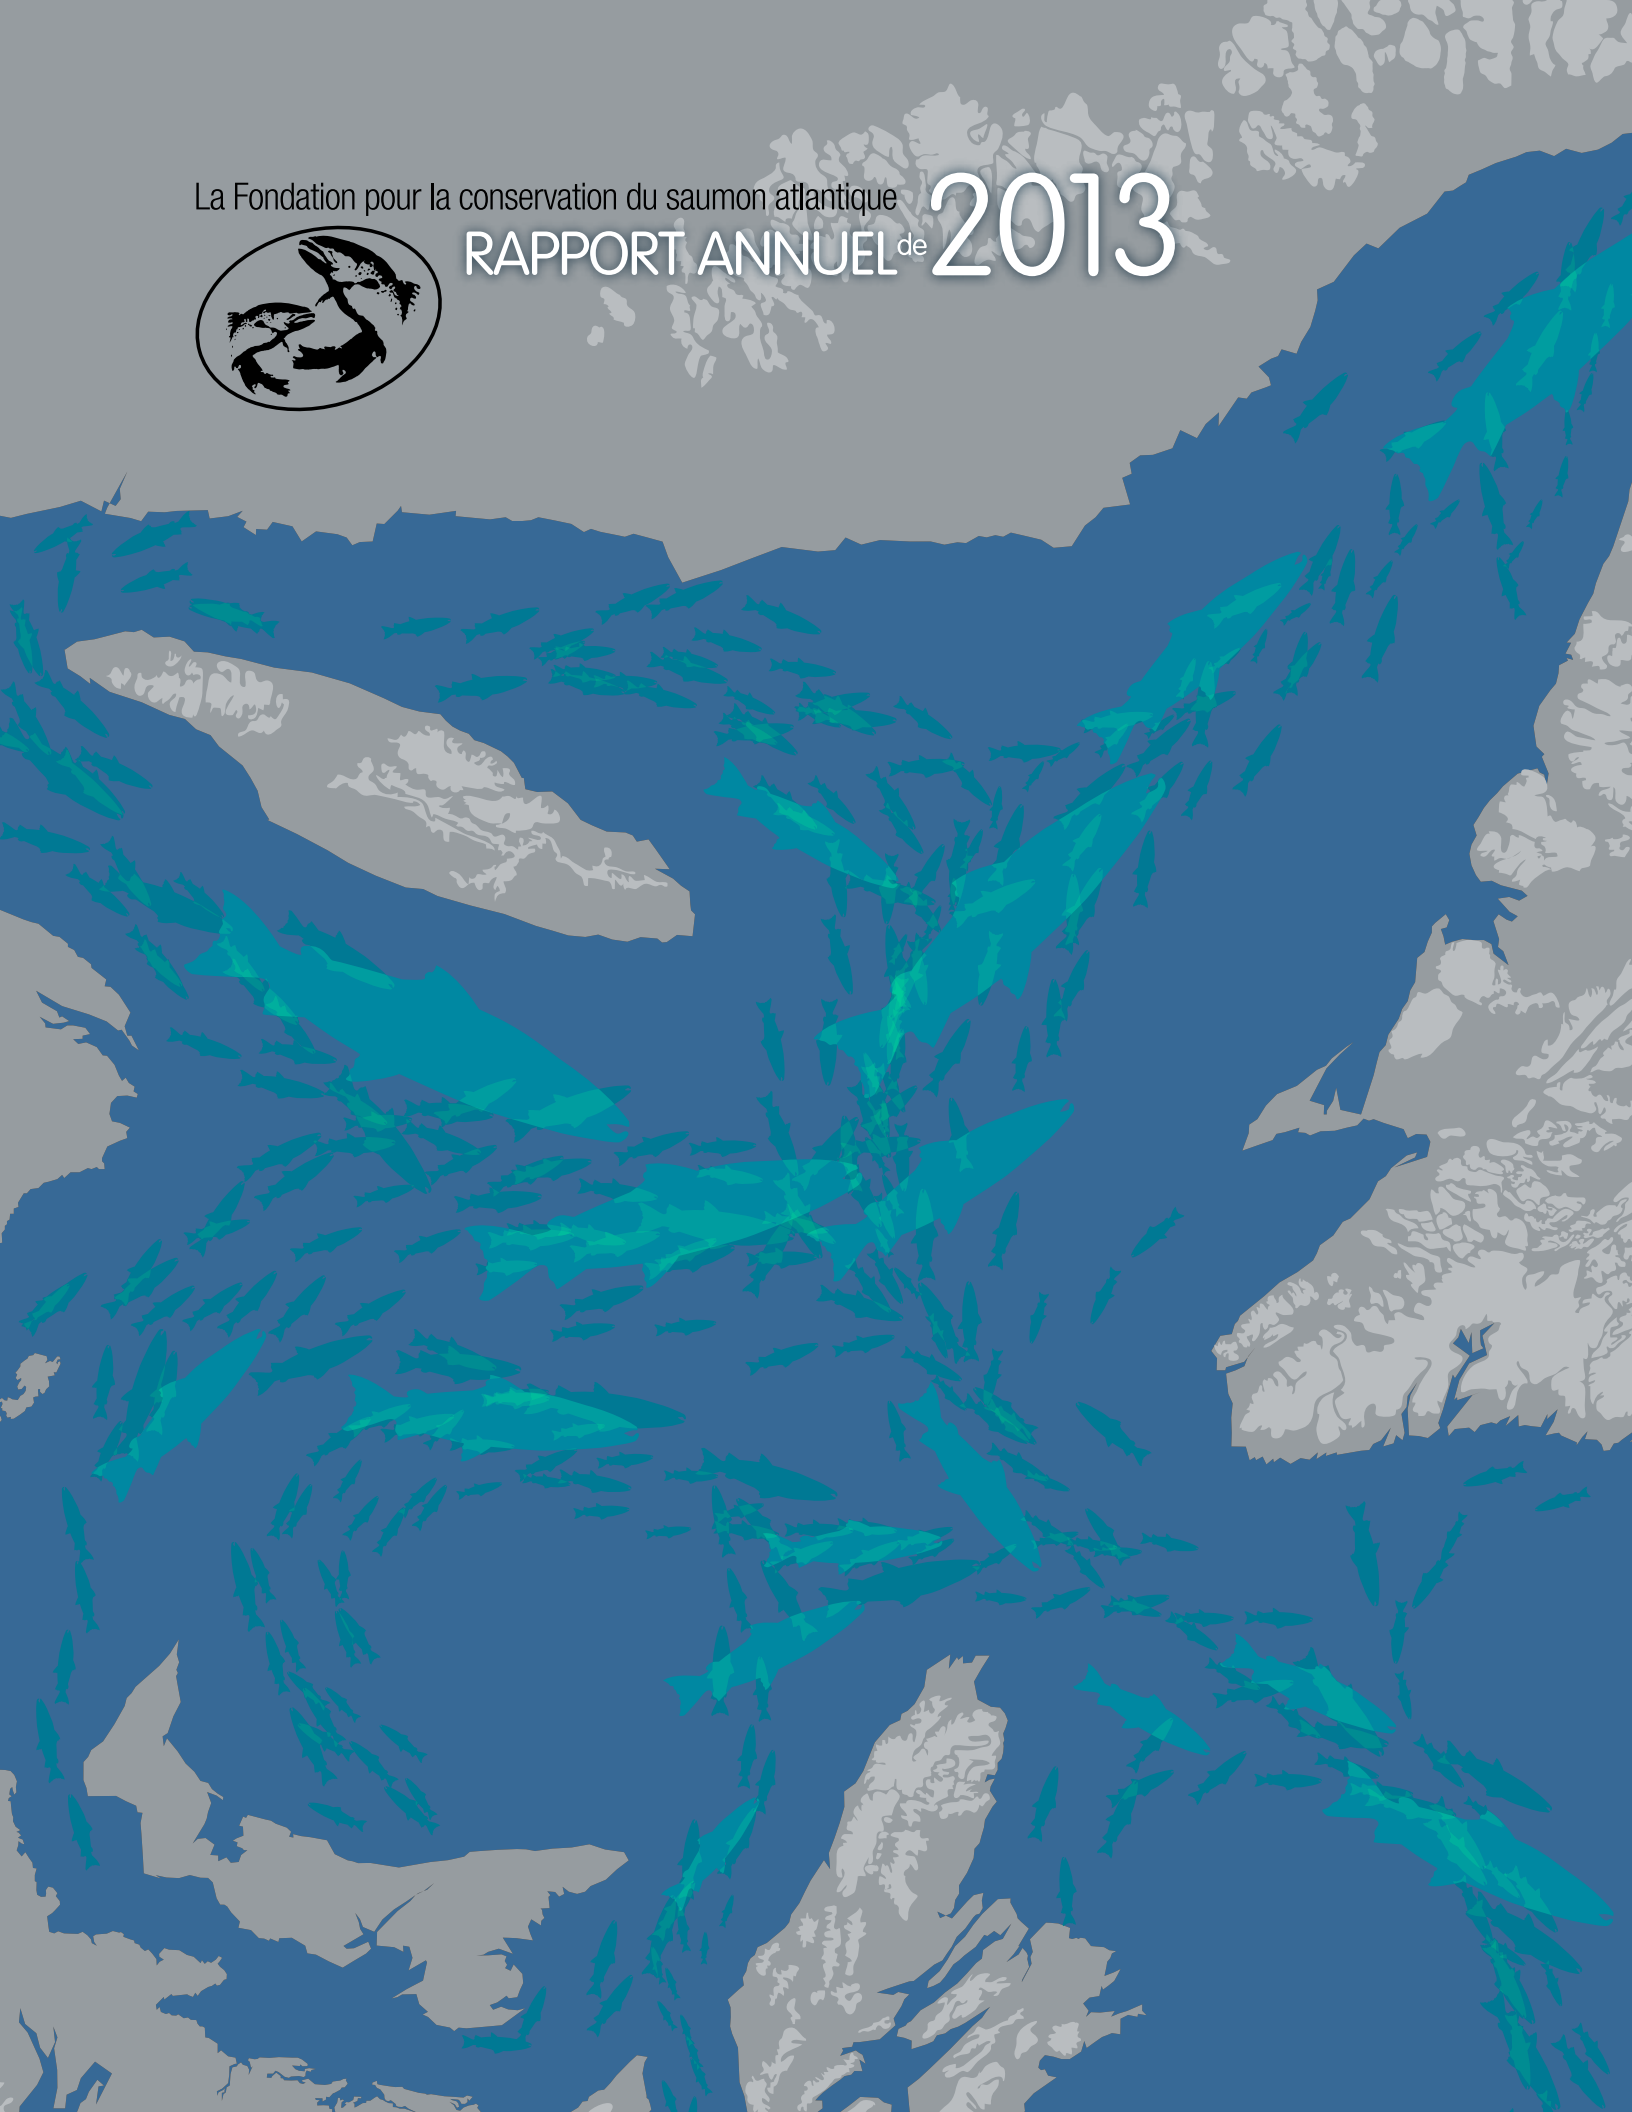 La Fondation pour la conservation du saumon atlantique
RAPPORT ANNUEL de 2013